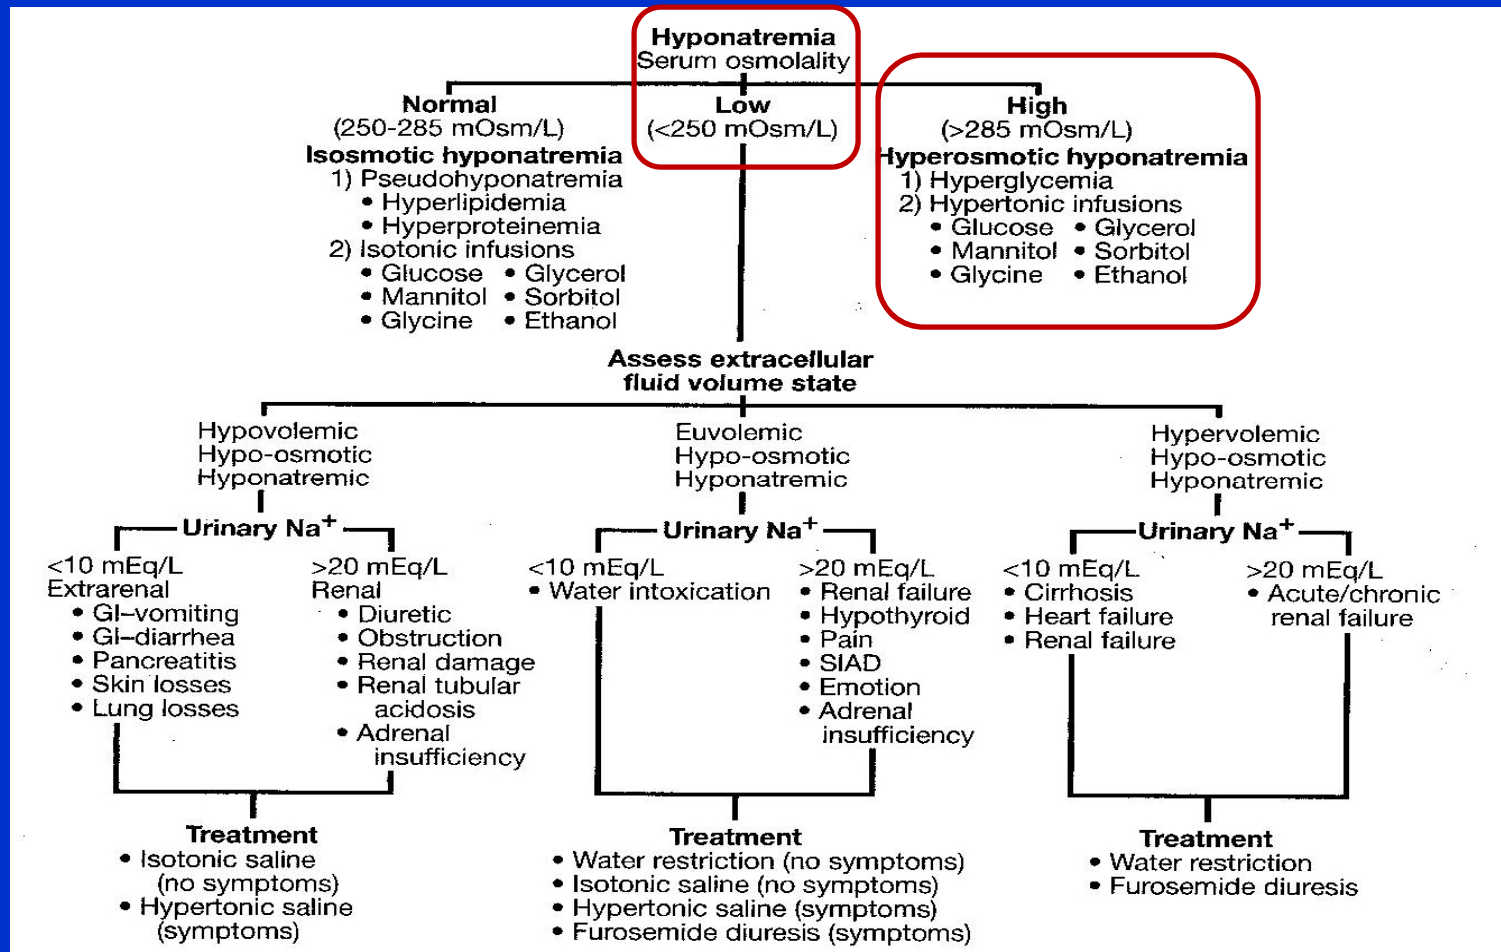 Hyponatremia
Serum osmolality
Normal
(250-285 mOsm/L)
Isosmotic hyponatremia
1) Pseudohyponatremia
• Hyperlipidemia
• Hyperproteinemia
2) Isotonic infusions
• Glucose • Glycerol
• Mannitol • Sorbitol
• Glycine • Ethanol
Low
(<250 mOsm/L)
High
(>285 mOsm/L)
Hyperosmotic hyponatremia
1) Hyperglycemia
2) Hypertonic infusions
• Glucose • Glycerol
• Mannitol • Sorbitol
• Glycine • Ethanol
Assess extracellular
fluid volume state
Hypovolemic
Hypo-osmotic
Hyponatremic
Urinary Na+
<10 mEq/L
Extrarenal
• GI–vomiting
• GI–diarrhea
• Pancreatitis
• Skin losses
• Lung losses
>20 mEq/L
Renal
• Diuretic
• Obstruction
• Renal damage
• Renal tubular
acidosis
• Adrenal
insufficiency
Treatment
• Isotonic saline
(no symptoms)
• Hypertonic saline
(symptoms)
Euvolemic
Hypo-osmotic
Hyponatremic
Urinary Na+
<10 mEq/L
• Water intoxication
>20 mEq/L
• Renal failure
• Hypothyroid
• Pain
• SIAD
• Emotion
• Adrenal
insufficiency
Treatment
• Water restriction (no symptoms)
• Isotonic saline (no symptoms)
• Hypertonic saline (symptoms)
• Furosemide diuresis (symptoms)
Hypervolemic
Hypo-osmotic
Hyponatremic
Urinary Na+
<10 mEq/L
• Cirrhosis
• Heart failure
• Renal failure
>20 mEq/L
• Acute/chronic
renal failure
Treatment
• Water restriction
• Furosemide diuresis